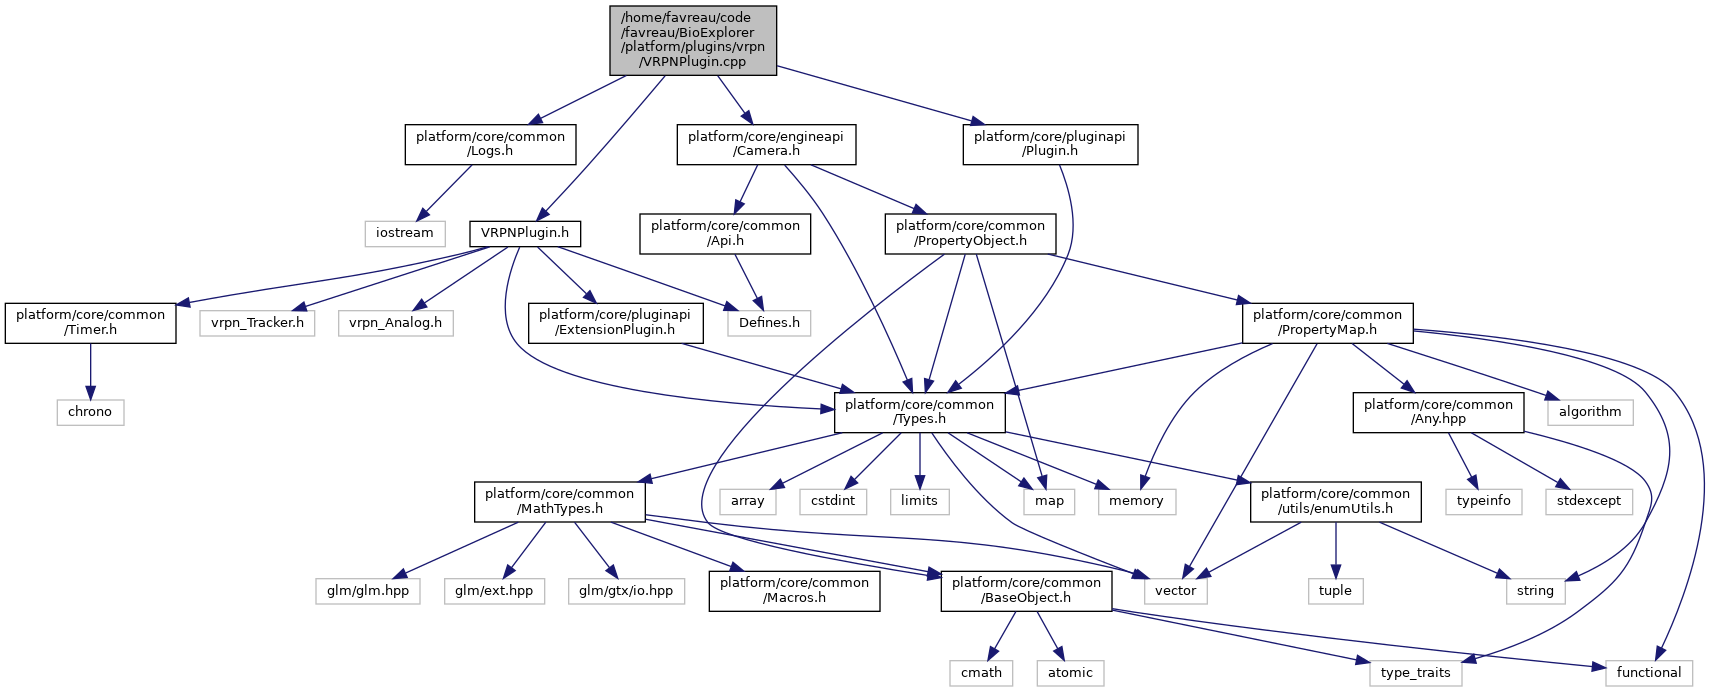 /home/favreau/code
/favreau/BioExplorer
/platform/plugins/vrpn
/VRPNPlugin.cpp
platform/core/common
/Logs.h
platform/core/engineapi
/Camera.h
platform/core/pluginapi
/Plugin.h
iostream
VRPNPlugin.h
platform/core/common
/Api.h
platform/core/common
/PropertyObject.h
platform/core/common
/Timer.h
vrpn_Tracker.h
vrpn_Analog.h
platform/core/pluginapi
/ExtensionPlugin.h
Defines.h
platform/core/common
/PropertyMap.h
chrono
platform/core/common
/Types.h
platform/core/common
/Any.hpp
algorithm
platform/core/common
/MathTypes.h
array
cstdint
limits
map
memory
platform/core/common
/utils/enumUtils.h
typeinfo
stdexcept
glm/glm.hpp
glm/ext.hpp
glm/gtx/io.hpp
platform/core/common
/Macros.h
platform/core/common
/BaseObject.h
vector
tuple
string
cmath
atomic
type_traits
functional